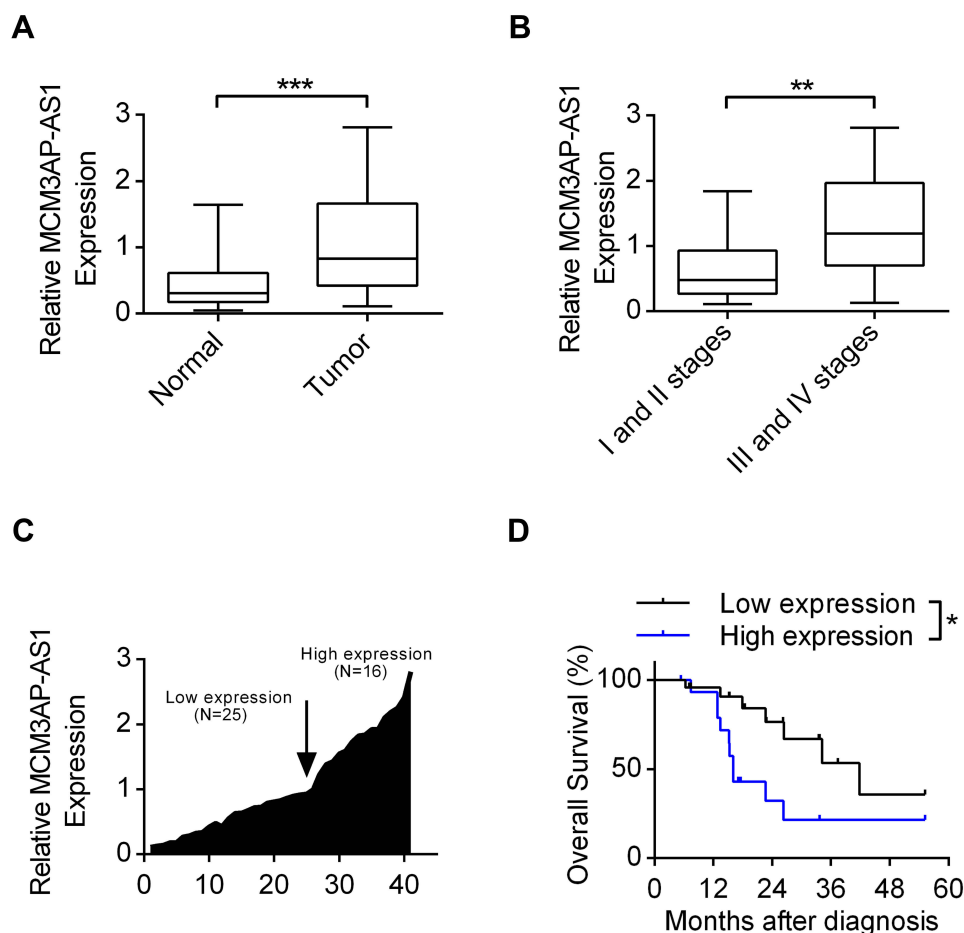 A
Relative MCM3AP-AS1
Expression
3
2
1
0
***
Normal
Tumor
B
Relative MCM3AP-AS1
Expression
3
2
1
0
**
I and II stages
III and IV stages
C
Relative MCM3AP-AS1
Expression
3
2
1
0
High expression
(N=16)
Low expression
(N=25)
0 10 20 30 40
D
Low expression
High expression
*
Overall Survival (%)
100
50
0
0 12 24 36 48 60
Months after diagnosis